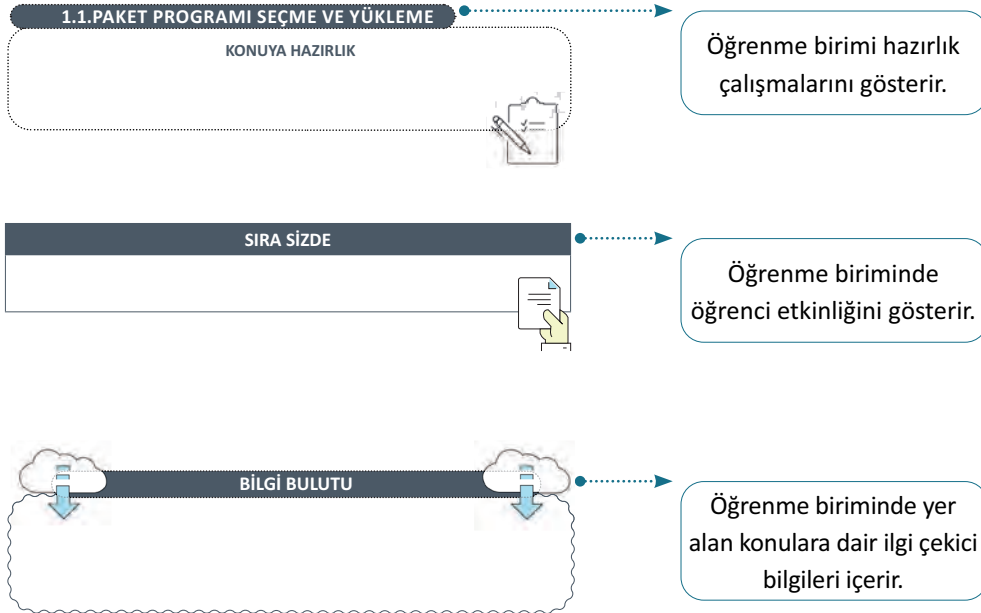 1.1.PAKET PROGRAMI SEÇME VE YÜKLEME
KONUYA HAZIRLIK
Öğrenme birimi hazırlık
çalışmalarını gösterir.
SIRA SİZDE
Öğrenme biriminde
öğrenci etkinliğini gösterir.
BİLGİ BULUTU
Öğrenme biriminde yer
alan konulara dair ilgi çekici
bilgileri içerir.